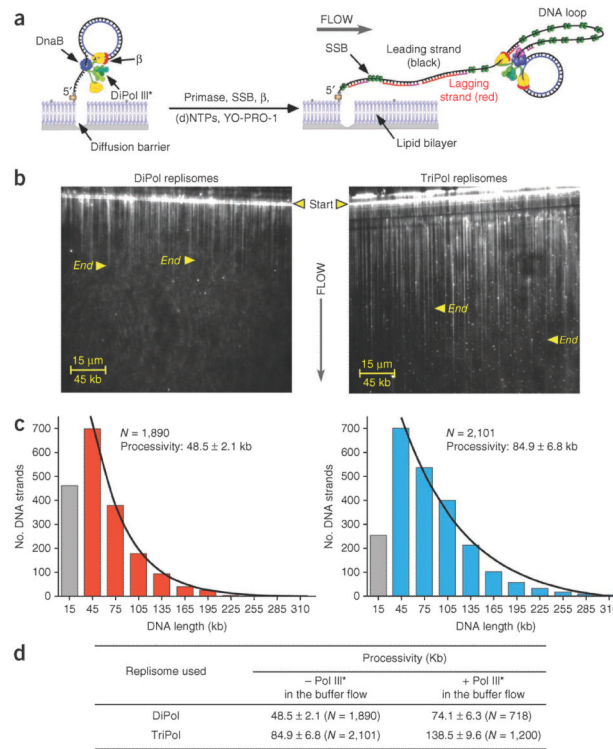 a
FLOW
DNA loop
DnaB
β
SSB
Leading strand
(black)
DiPol III*
5′
Lagging
strand (red)
5′
Primase, SSB, β,
(d)NTPs, YO-PRO-1
Diffusion barrier
Lipid bilayer
b
DiPol replisomes
TriPol replisomes
Start
End
End
FLOW
End
End
15 μm
45 kb
15 μm
45 kb
c
N = 1,890
Processivity: 48.5 ± 2.1 kb
No. DNA strands
700
600
500
400
300
200
100
0
15 45 75 105 135 165 195 225 255 285 310
DNA length (kb)
N = 2,101
Processivity: 84.9 ± 6.8 kb
No. DNA strands
700
600
500
400
300
200
100
0
15 45 75 105 135 165 195 225 255 285 310
DNA length (kb)
d
Replisome used
Processivity (Kb)
– Pol III*
in the buffer flow
+ Pol III*
in the buffer flow
DiPol 48.5 ± 2.1 (N = 1,890) 74.1 ± 6.3 (N = 718)
TriPol 84.9 ± 6.8 (N = 2,101) 138.5 ± 9.6 (N = 1,200)